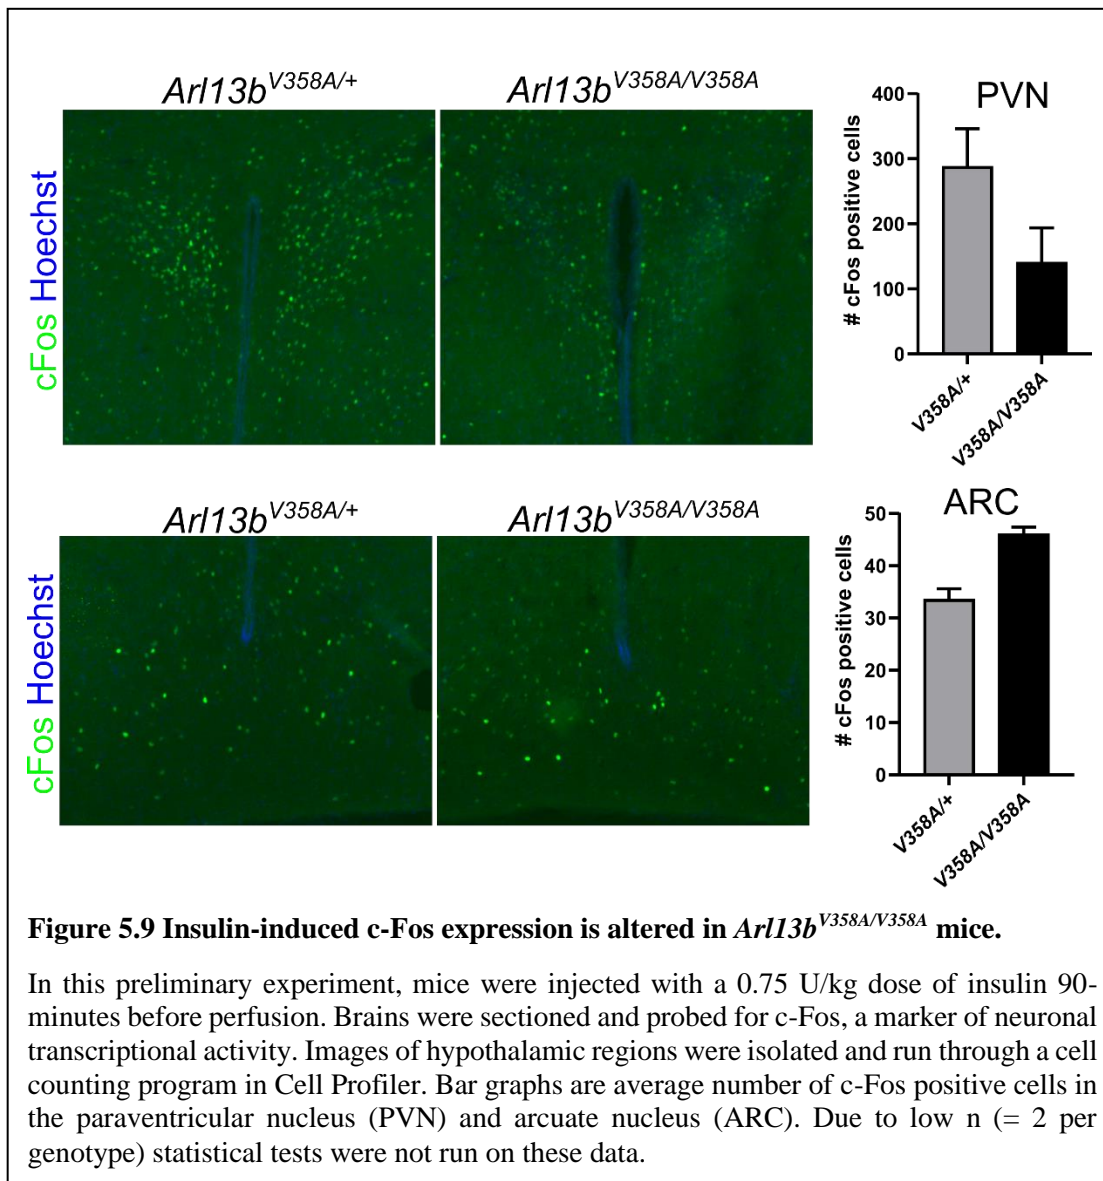 Arl13b^V358A/+ Arl13b^V358A/V358A
cFos Hoechst
PVN
# cFos positive cells
400
300
200
100
0
V358A/+
V358A/V358A
Arl13b^V358A/+ Arl13b^V358A/V358A
cFos Hoechst
ARC
# cFos positive cells
50
40
30
20
10
0
V358A/+
V358A/V358A
Figure 5.9 Insulin-induced c-Fos expression is altered in Arl13b^V358A/V358A mice.
In this preliminary experiment, mice were injected with a 0.75 U/kg dose of insulin 90-
minutes before perfusion. Brains were sectioned and probed for c-Fos, a marker of neuronal
transcriptional activity. Images of hypothalamic regions were isolated and run through a cell
counting program in Cell Profiler. Bar graphs are average number of c-Fos positive cells in
the paraventricular nucleus (PVN) and arcuate nucleus (ARC). Due to low n (= 2 per
genotype) statistical tests were not run on these data.